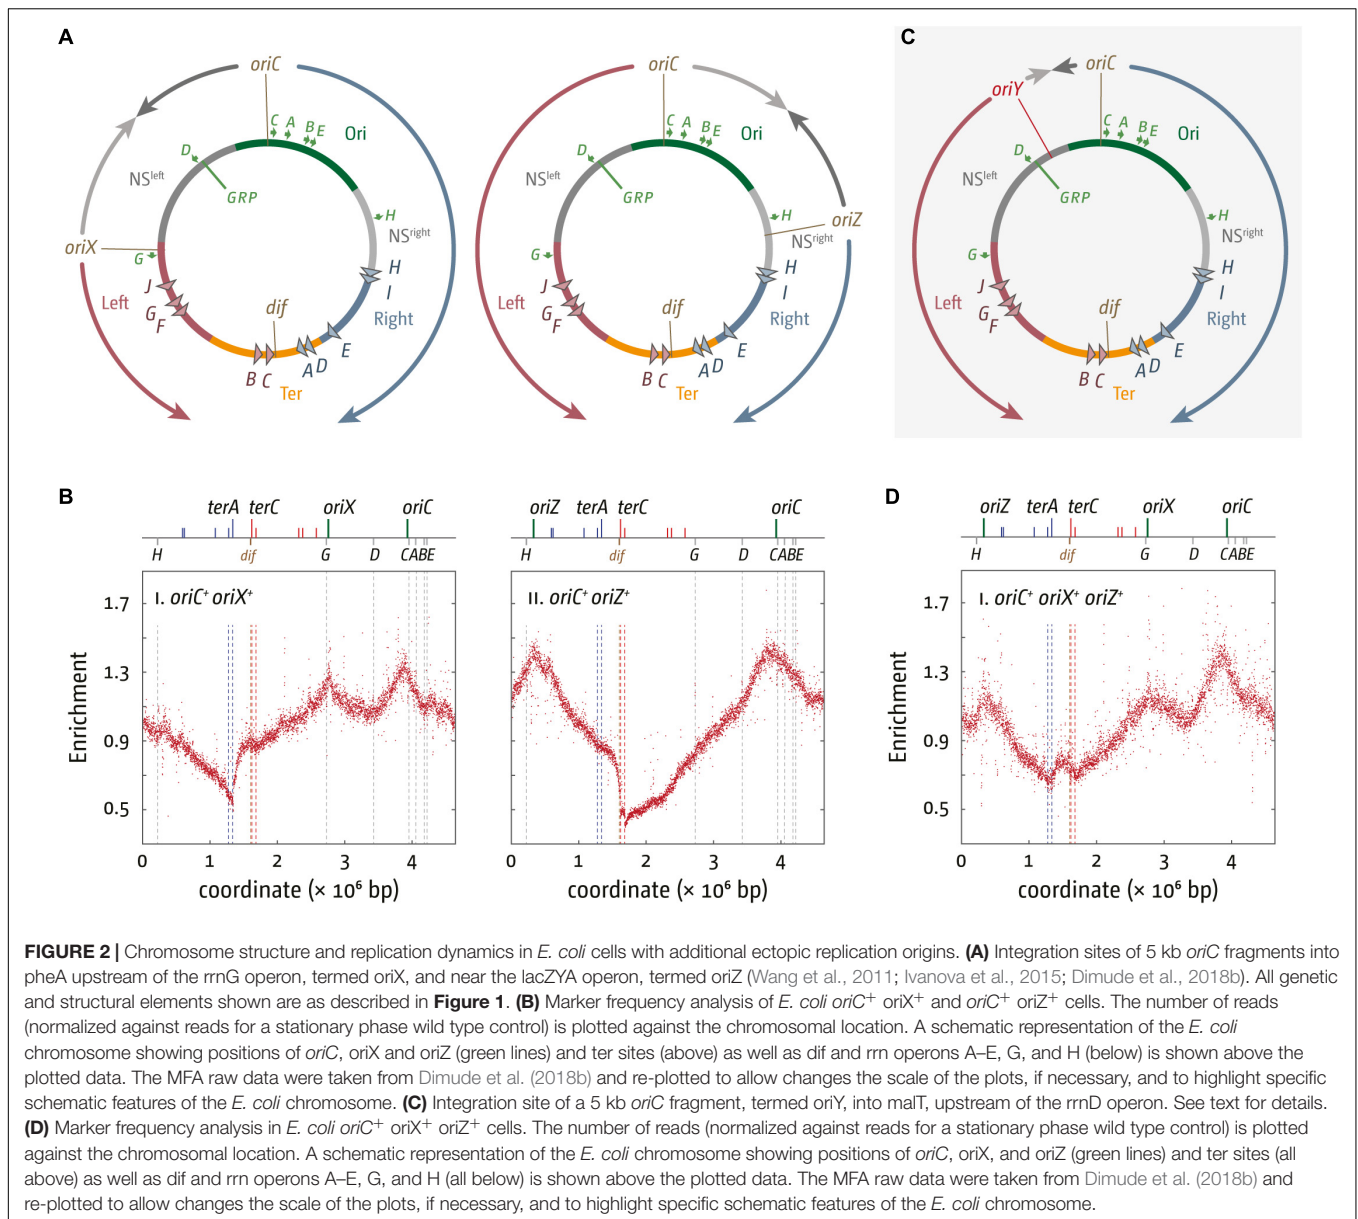 A
oriC
C
A
B
E
Ori
D
NSleft
GRP
H
NSright
oriX
G
H
I
J
Left
G
F
dif
Right
E
D
A
B
C
Ter
oriC
C
A
B
E
Ori
D
NSleft
GRP
H
oriZ
NSright
G
H
I
J
Left
G
F
dif
Right
E
D
A
B
C
Ter
C
oriC
oriY
C
A
B
E
Ori
D
NSleft
GRP
H
NSright
G
H
I
J
Left
G
F
dif
Right
E
D
A
B
C
Ter
B
terA terC oriX oriC
H dif G D CABE
I. oriC+ oriX+
1.7
1.3
0.9
0.5
Enrichment
0 1 2 3 4
coordinate (× 10⁶ bp)
oriZ terA terC oriC
H dif G D CABE
II. oriC+ oriZ+
0 1 2 3 4
coordinate (× 10⁶ bp)
D
oriZ terA terC oriX oriC
H dif G D CABE
I. oriC+ oriX+ oriZ+
1.7
1.3
0.9
0.5
Enrichment
0 1 2 3 4
coordinate (× 10⁶ bp)
FIGURE 2 | Chromosome structure and replication dynamics in E. coli cells with additional ectopic replication origins. (A) Integration sites of 5 kb oriC fragments into
pheA upstream of the rrnG operon, termed oriX, and near the lacZYA operon, termed oriZ (Wang et al., 2011; Ivanova et al., 2015; Dimude et al., 2018b). All genetic
and structural elements shown are as described in Figure 1. (B) Marker frequency analysis of E. coli oriC+ oriX+ and oriC+ oriZ+ cells. The number of reads
(normalized against reads for a stationary phase wild type control) is plotted against the chromosomal location. A schematic representation of the E. coli
chromosome showing positions of oriC, oriX and oriZ (green lines) and ter sites (above) as well as dif and rrn operons A–E, G, and H (below) is shown above the
plotted data. The MFA raw data were taken from Dimude et al. (2018b) and re-plotted to allow changes the scale of the plots, if necessary, and to highlight specific
schematic features of the E. coli chromosome. (C) Integration site of a 5 kb oriC fragment, termed oriY, into malT, upstream of the rrnD operon. See text for details.
(D) Marker frequency analysis in E. coli oriC+ oriX+ oriZ+ cells. The number of reads (normalized against reads for a stationary phase wild type control) is plotted
against the chromosomal location. A schematic representation of the E. coli chromosome showing positions of oriC, oriX, and oriZ (green lines) and ter sites (all
above) as well as dif and rrn operons A–E, G, and H (all below) is shown above the plotted data. The MFA raw data were taken from Dimude et al. (2018b) and
re-plotted to allow changes the scale of the plots, if necessary, and to highlight specific schematic features of the E. coli chromosome.